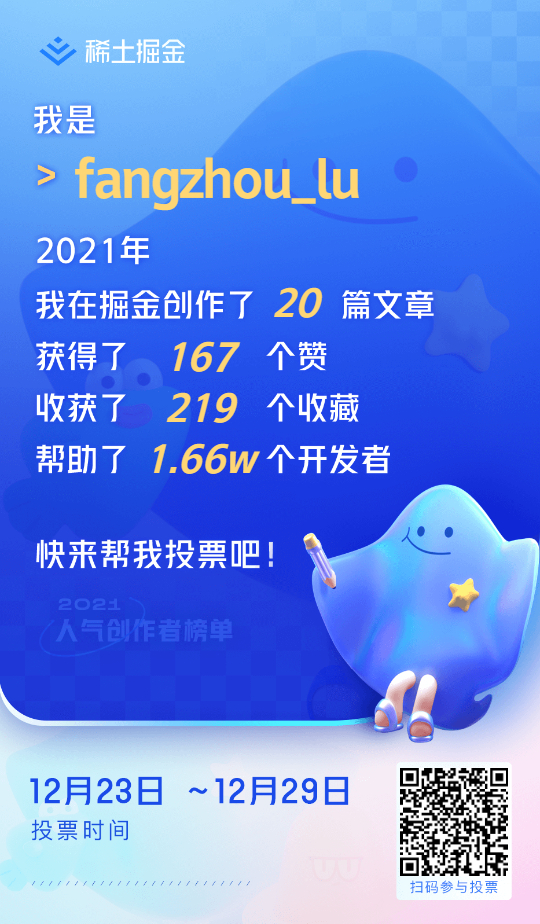 稀土掘金
我是
> fangzhou_lu
2021年
我在掘金创作了 20 篇文章
获得了 167 个赞
收获了 219 个收藏
帮助了 1.66w 个开发者
快来帮我投票吧！
2021
人气创作者榜单
12月23日 ~12月29日
投票时间
扫码参与投票